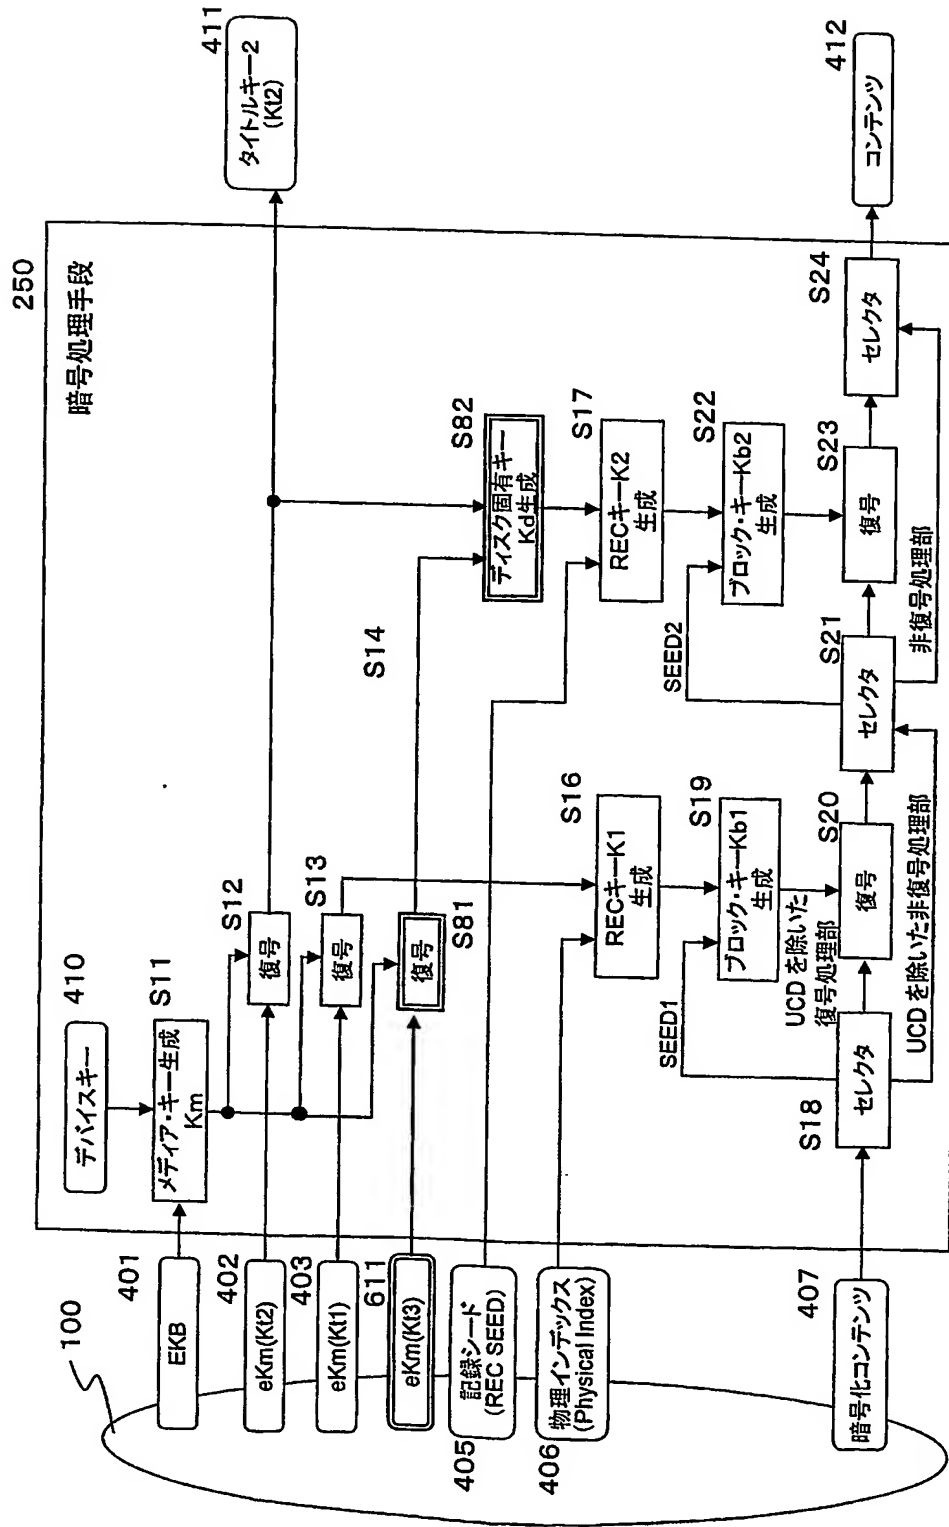 100
401
EKB
402
eKm(Kt2)
403
eKm(Kt1)
611
eKm(Kt3)
405
記録シード
(REC SEED)
406
物理インデックス
(Physical Index)
407
暗号化コンテンツ
250
暗号処理手段
410
デバイスキー
S11
メディア・キー生成
Km
S12
復号
S13
復号
S81
復号
S14
S82
ディスク固有キー
Kd生成
S16
RECキーK1
生成
S17
RECキーK2
生成
S19
ブロック・キーKb1
生成
S22
ブロック・キーKb2
生成
SEED1
SEED2
UCDを除いた
復号処理部
S18
セレクタ
S20
復号
S21
セレクタ
S23
復号
S24
セレクタ
UCDを除いた非復号処理部
非復号処理部
411
タイトルキー2
(Kt2)
412
コンテンツ